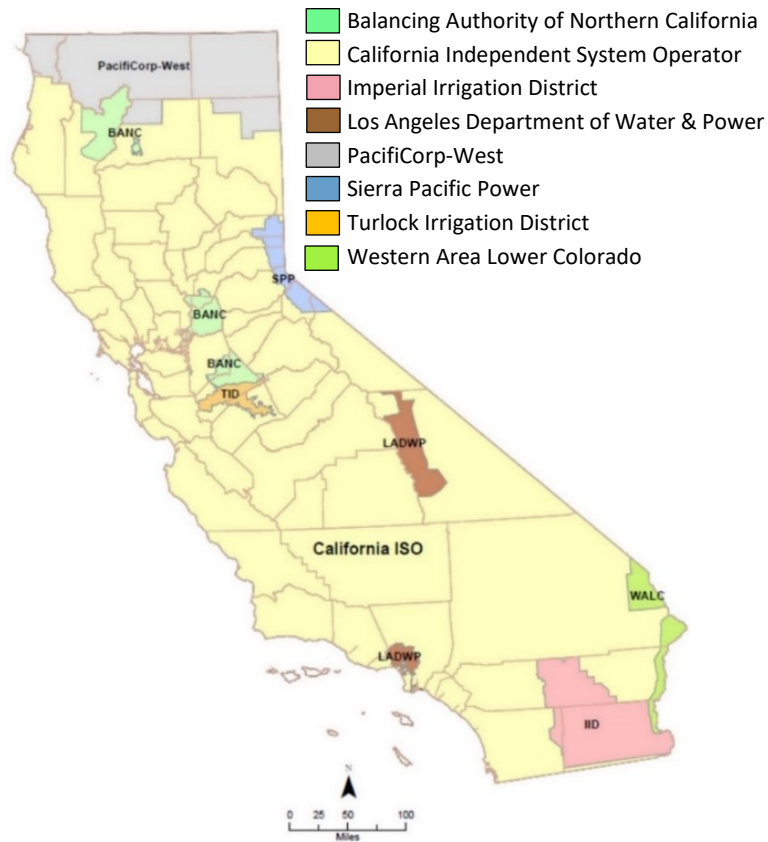 Balancing Authority of Northern California
California Independent System Operator
Imperial Irrigation District
Los Angeles Department of Water & Power
PacifiCorp-West
Sierra Pacific Power
Turlock Irrigation District
Western Area Lower Colorado
PacifiCorp-West
BANC
SPP
BANC
BANC
TID
LADWP
California ISO
WALC
LADWP
IID
N
0 25 50 100
Miles